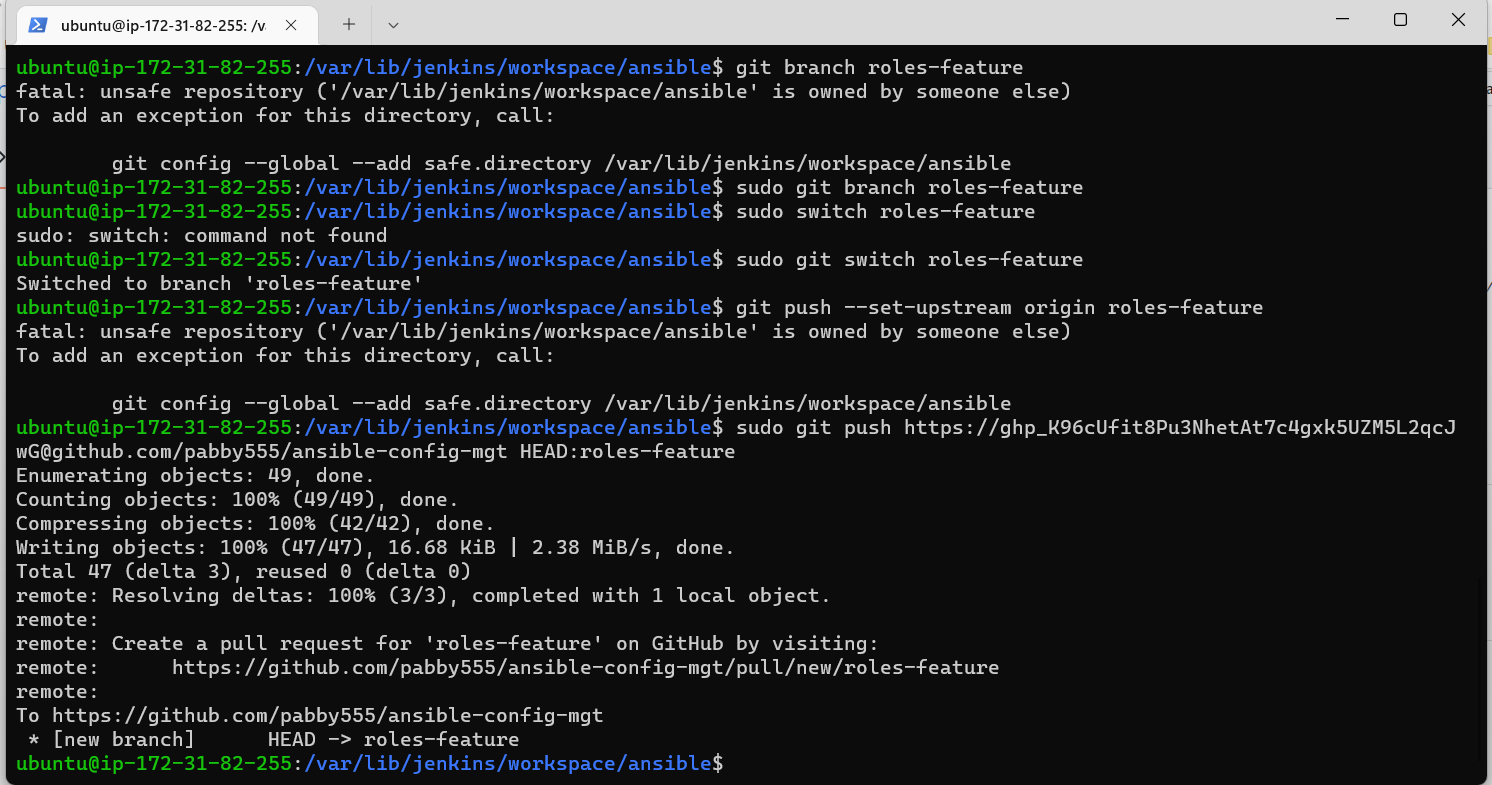 ubuntu@ip-172-31-82-255: /v
ubuntu@ip-172-31-82-255:/var/lib/jenkins/workspace/ansible$ git branch roles-feature
fatal: unsafe repository ('/var/lib/jenkins/workspace/ansible' is owned by someone else)
To add an exception for this directory, call:
git config --global --add safe.directory /var/lib/jenkins/workspace/ansible
ubuntu@ip-172-31-82-255:/var/lib/jenkins/workspace/ansible$ sudo git branch roles-feature
ubuntu@ip-172-31-82-255:/var/lib/jenkins/workspace/ansible$ sudo switch roles-feature
sudo: switch: command not found
ubuntu@ip-172-31-82-255:/var/lib/jenkins/workspace/ansible$ sudo git switch roles-feature
Switched to branch 'roles-feature'
ubuntu@ip-172-31-82-255:/var/lib/jenkins/workspace/ansible$ git push --set-upstream origin roles-feature
fatal: unsafe repository ('/var/lib/jenkins/workspace/ansible' is owned by someone else)
To add an exception for this directory, call:
git config --global --add safe.directory /var/lib/jenkins/workspace/ansible
ubuntu@ip-172-31-82-255:/var/lib/jenkins/workspace/ansible$ sudo git push https://ghp_K96cUfit8Pu3NhetAt7c4gxk5UZM5L2qcJ
wG@github.com/pabby555/ansible-config-mgt HEAD:roles-feature
Enumerating objects: 49, done.
Counting objects: 100% (49/49), done.
Compressing objects: 100% (42/42), done.
Writing objects: 100% (47/47), 16.68 KiB | 2.38 MiB/s, done.
Total 47 (delta 3), reused 0 (delta 0)
remote: Resolving deltas: 100% (3/3), completed with 1 local object.
remote:
remote: Create a pull request for 'roles-feature' on GitHub by visiting:
remote:      https://github.com/pabby555/ansible-config-mgt/pull/new/roles-feature
remote:
To https://github.com/pabby555/ansible-config-mgt
 * [new branch]      HEAD -> roles-feature
ubuntu@ip-172-31-82-255:/var/lib/jenkins/workspace/ansible$